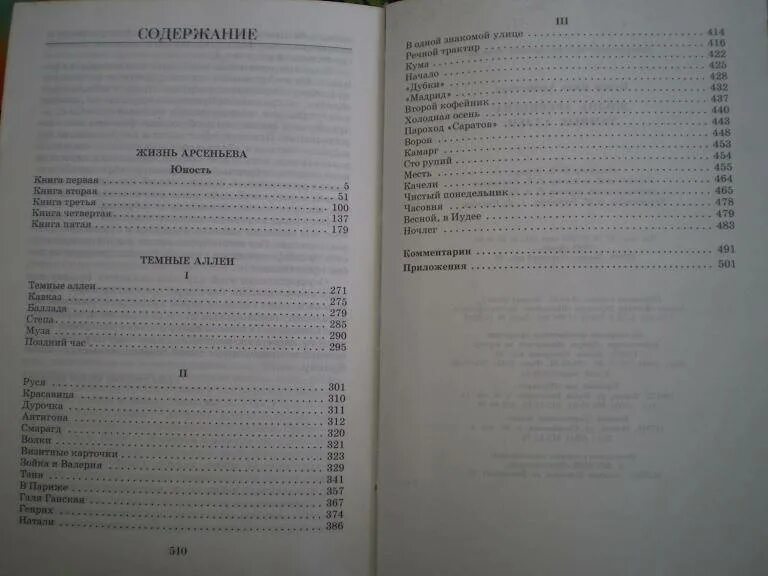 СОДЕРЖАНИЕ
ЖИЗНЬ АРСЕНЬЕВА
Юность
Книга первая 5
Книга вторая 51
Книга третья 100
Книга четвертая 137
Книга пятая 179
ТЕМНЫЕ АЛЛЕИ
I
Темные аллеи 271
Кавказ 275
Баллада 279
Степа 285
Муза 290
Поздний час 295
II
Руся 301
Красавица 310
Дурочка 311
Антигона 312
Смарагд 320
Волки 321
Визитные карточки 323
Зойка и Валерия 329
Таня 341
В Париже 357
Галя Ганская 367
Генрих 374
Натали 386
510
III
В одной знакомой улице 414
Речной трактир 416
Кума 422
Начало 425
«Дубки» 428
«Мадрид» 432
Второй кофейник 437
Холодная осень 440
Пароход «Саратов» 443
Ворон 448
Камарг 453
Сто рупий 454
Месть 455
Качели 464
Чистый понедельник 465
Часовня 478
Весной, в Иудее 479
Ночлег 483
Комментарии 491
Приложения 501